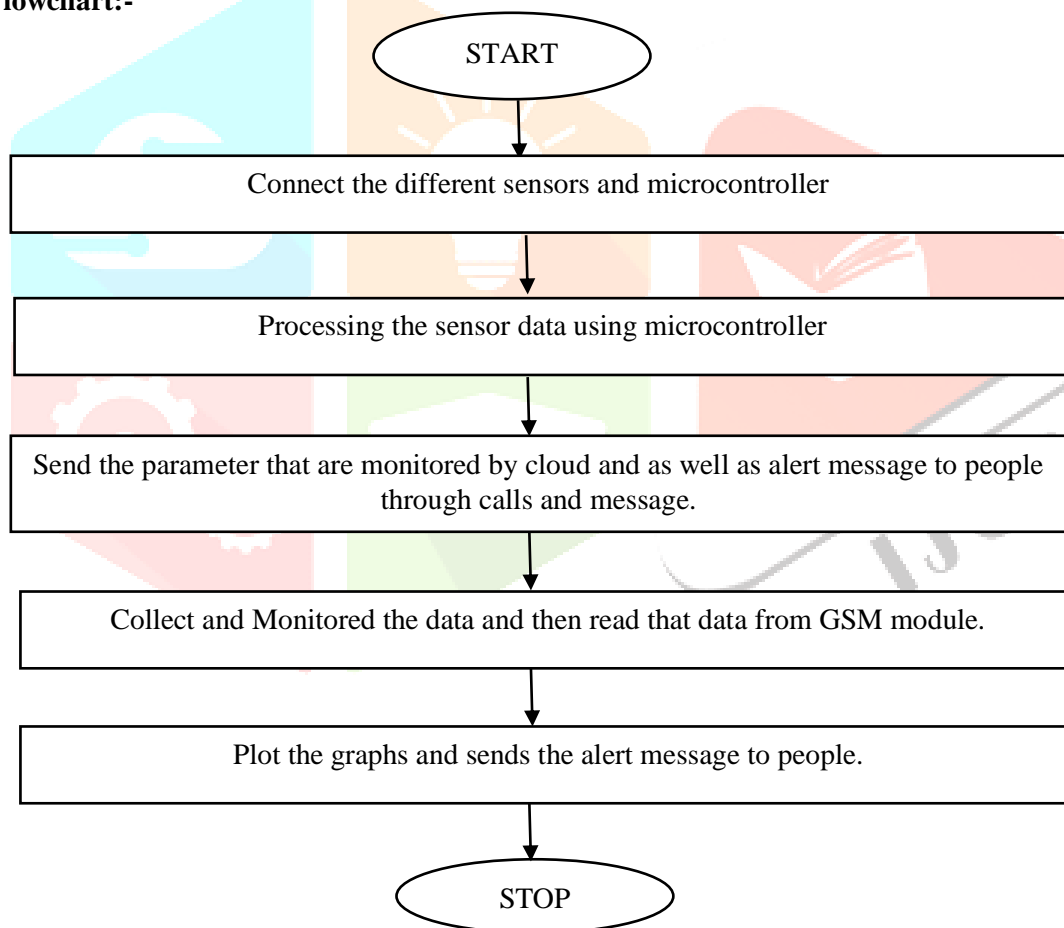 lowchart:-
START
Connect the different sensors and microcontroller
Processing the sensor data using microcontroller
Send the parameter that are monitored by cloud and as well as alert message to people
through calls and message.
Collect and Monitored the data and then read that data from GSM module.
Plot the graphs and sends the alert message to people.
STOP